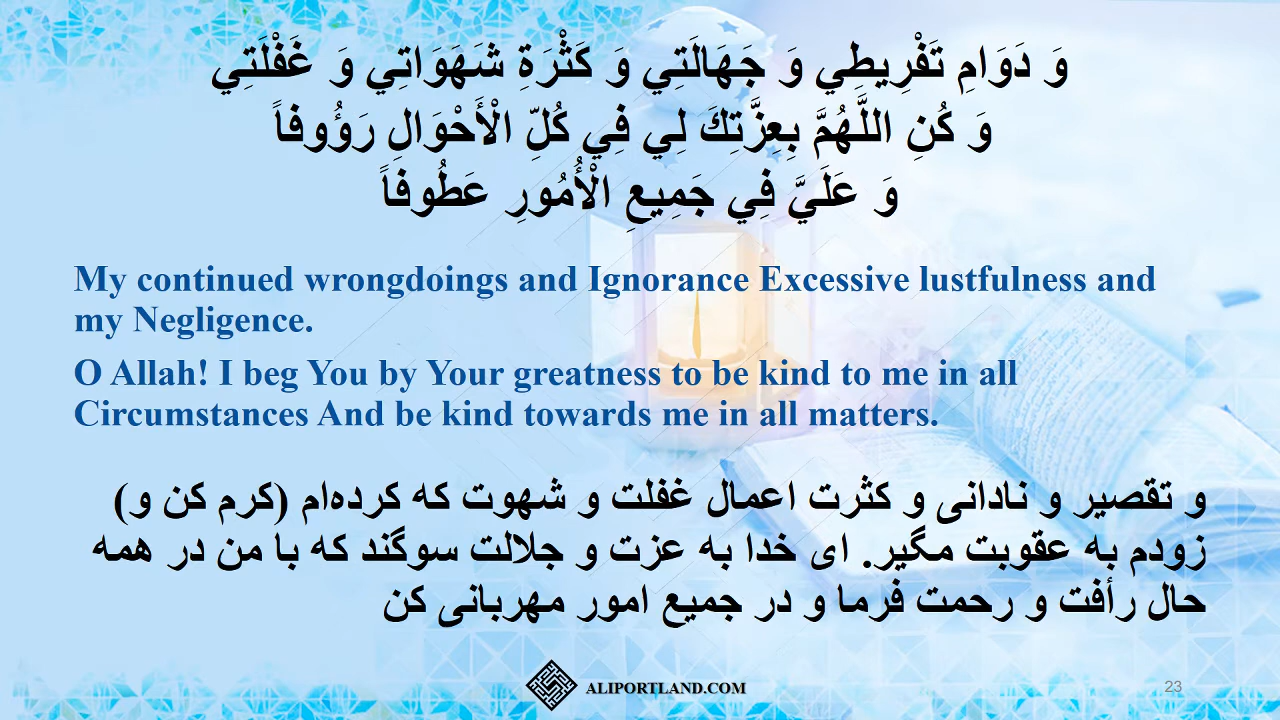 وَ دَوَامِ تَفْرِيطِي وَ جَهَالَتِي وَ كَثْرَةِ شَهَوَاتِي وَ غَفْلَتِي
وَ كُنِ اللَّهُمَّ بِعِزَّتِكَ لِي فِي كُلِّ الْأَحْوَالِ رَؤُوفاً
وَ عَلَيَّ فِي جَمِيعِ الْأُمُورِ عَطُوفاً
My continued wrongdoings and Ignorance Excessive lustfulness and
my Negligence.
O Allah! I beg You by Your greatness to be kind to me in all
Circumstances And be kind towards me in all matters.
و تقصیر و نادانی و کثرت اعمال غفلت و شهوت که کرده‌ام (کرم کن و)
زودم به عقوبت مگیر. ای خدا به عزت و جلالت سوگند که با من در همه
حال رأفت و رحمت فرما و در جمیع امور مهربانی کن
ALIPORTLAND.COM
23